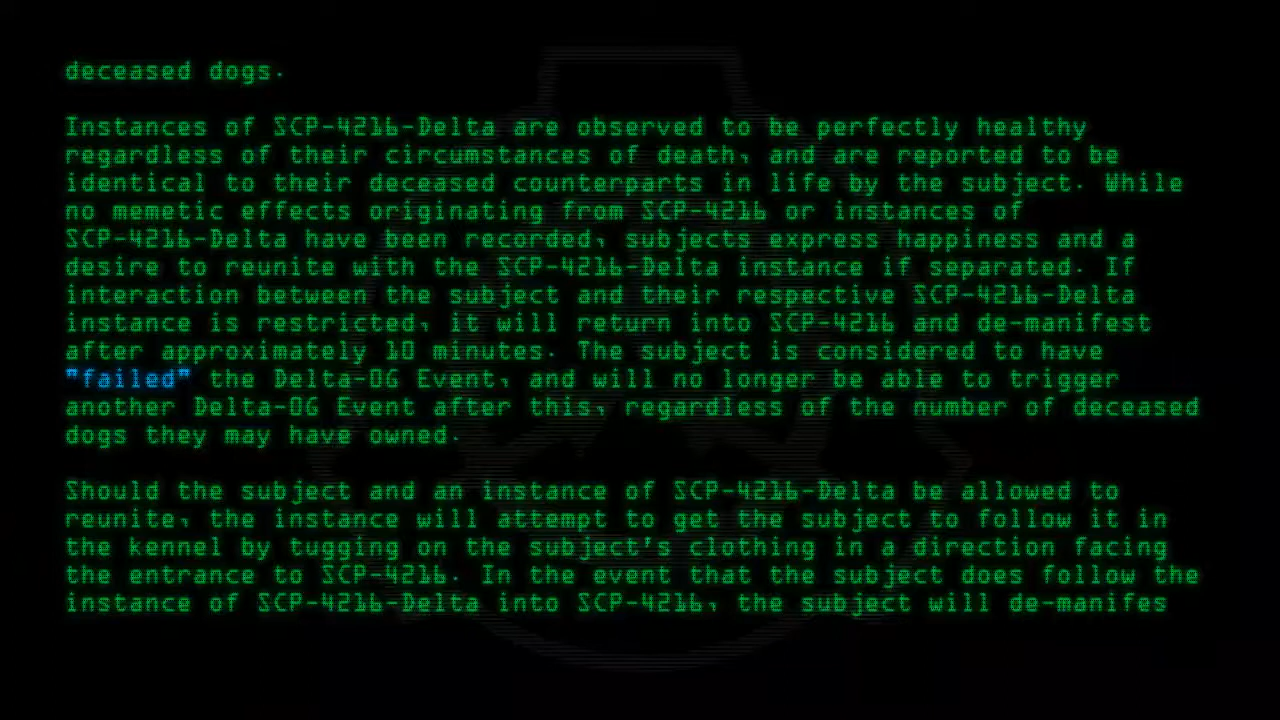 deceased dogs.
Instances of SCP-4216-Delta are observed to be perfectly healthy
regardless of their circumstances of death, and are reported to be
identical to their deceased counterparts in life by the subject. While
no memetic effects originating from SCP-4216 or instances of
SCP-4216-Delta have been recorded, subjects express happiness and a
desire to reunite with the SCP-4216-Delta instance if separated. If
interaction between the subject and their respective SCP-4216-Delta
instance is restricted, it will return into SCP-4216 and de-manifest
after approximately 10 minutes. The subject is considered to have
"failed" the Delta-OG Event, and will no longer be able to trigger
another Delta-OG Event after this, regardless of the number of deceased
dogs they may have owned.
Should the subject and an instance of SCP-4216-Delta be allowed to
reunite, the instance will attempt to get the subject to follow it in
the kennel by tugging on the subject's clothing in a direction facing
the entrance to SCP-4216. In the event that the subject does follow the
instance of SCP-4216-Delta into SCP-4216, the subject will de-manifes